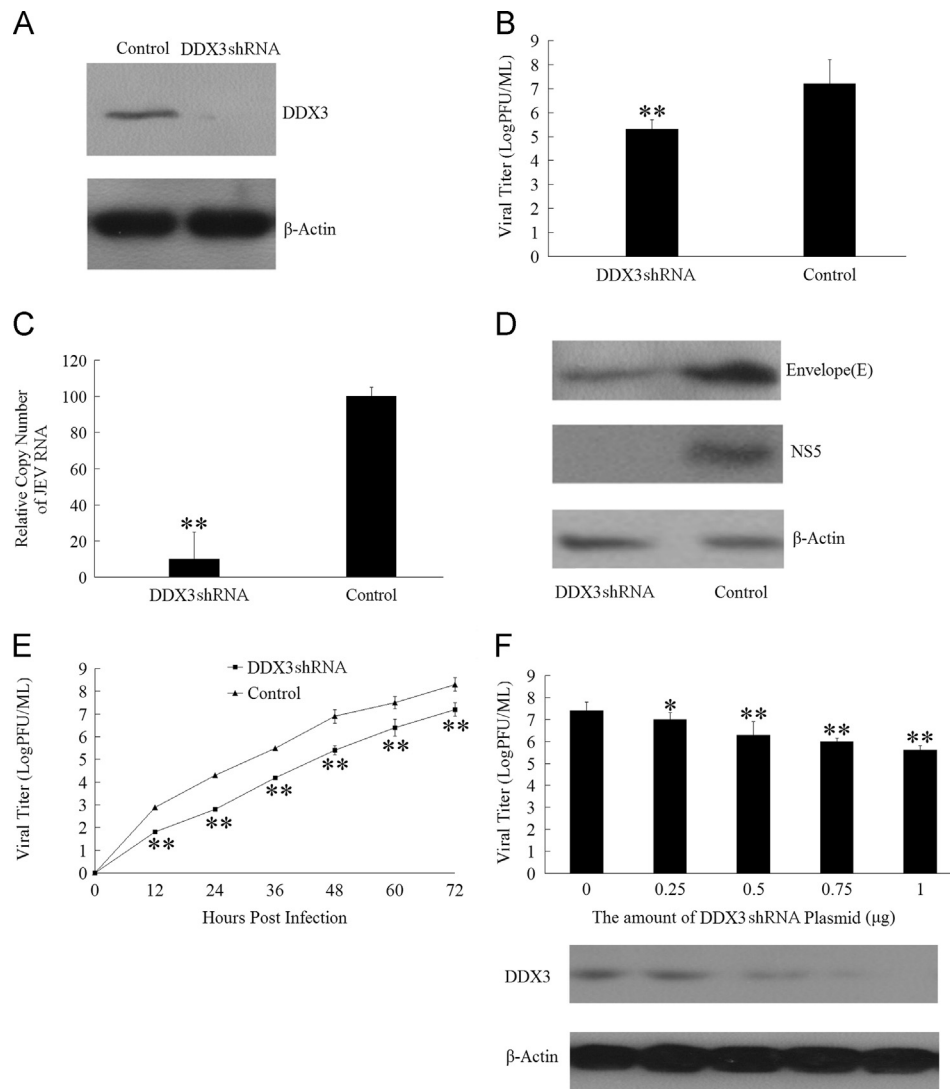 A
Control DDX3shRNA
DDX3
β-Actin
B
Viral Titer (LogPFU/ML)
9
8
7
6
5
4
3
2
1
0
**
DDX3shRNA
Control
C
Relative Copy Number
of JEV RNA
120
100
80
60
40
20
0
**
DDX3shRNA
Control
D
Envelope(E)
NS5
β-Actin
DDX3shRNA
Control
E
DDX3shRNA
Control
Viral Titer (LogPFU/ML)
9
8
7
6
5
4
3
2
1
0
** ** ** ** ** **
0 12 24 36 48 60 72
Hours Post Infection
F
Viral Titer (LogPFU/ML)
9
8
7
6
5
4
3
2
1
0
* ** ** **
0 0.25 0.5 0.75 1
The amount of DDX3shRNA Plasmid (μg)
DDX3
β-Actin